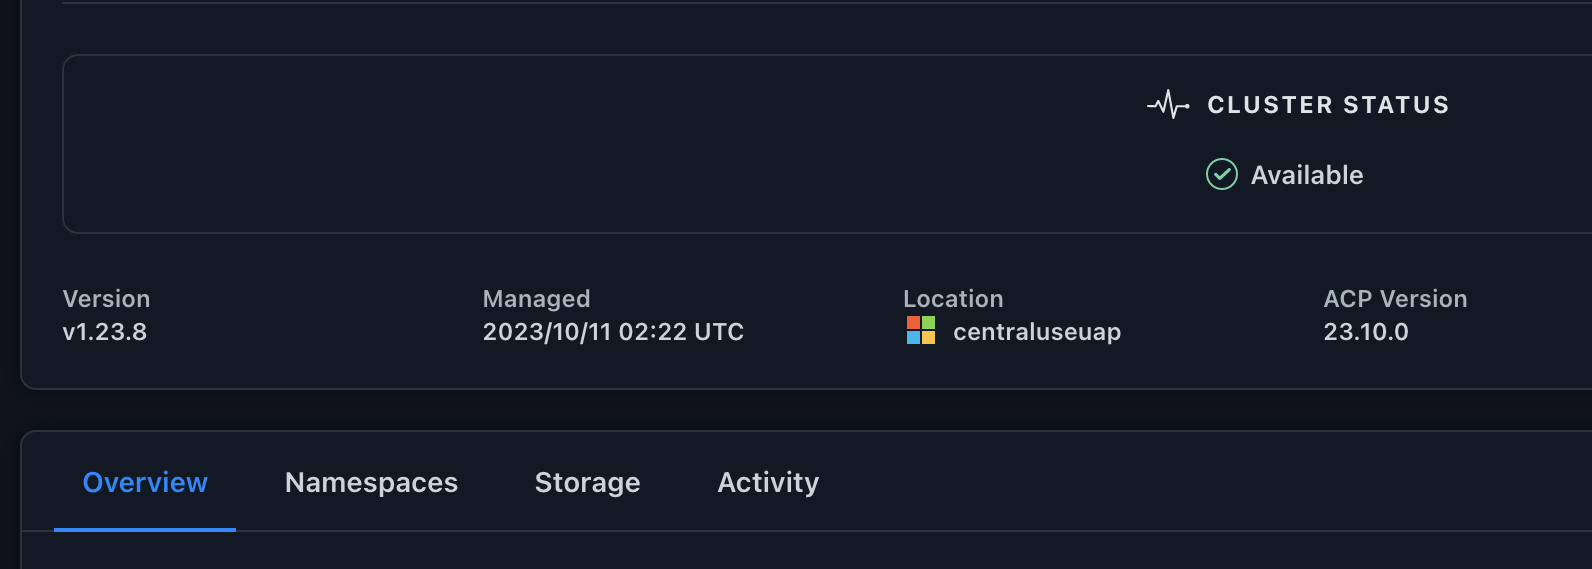 CLUSTER STATUS
Available
Version
v1.23.8
Managed
2023/10/11 02:22 UTC
Location
centraluseuap
ACP Version
23.10.0
Overview
Namespaces
Storage
Activity